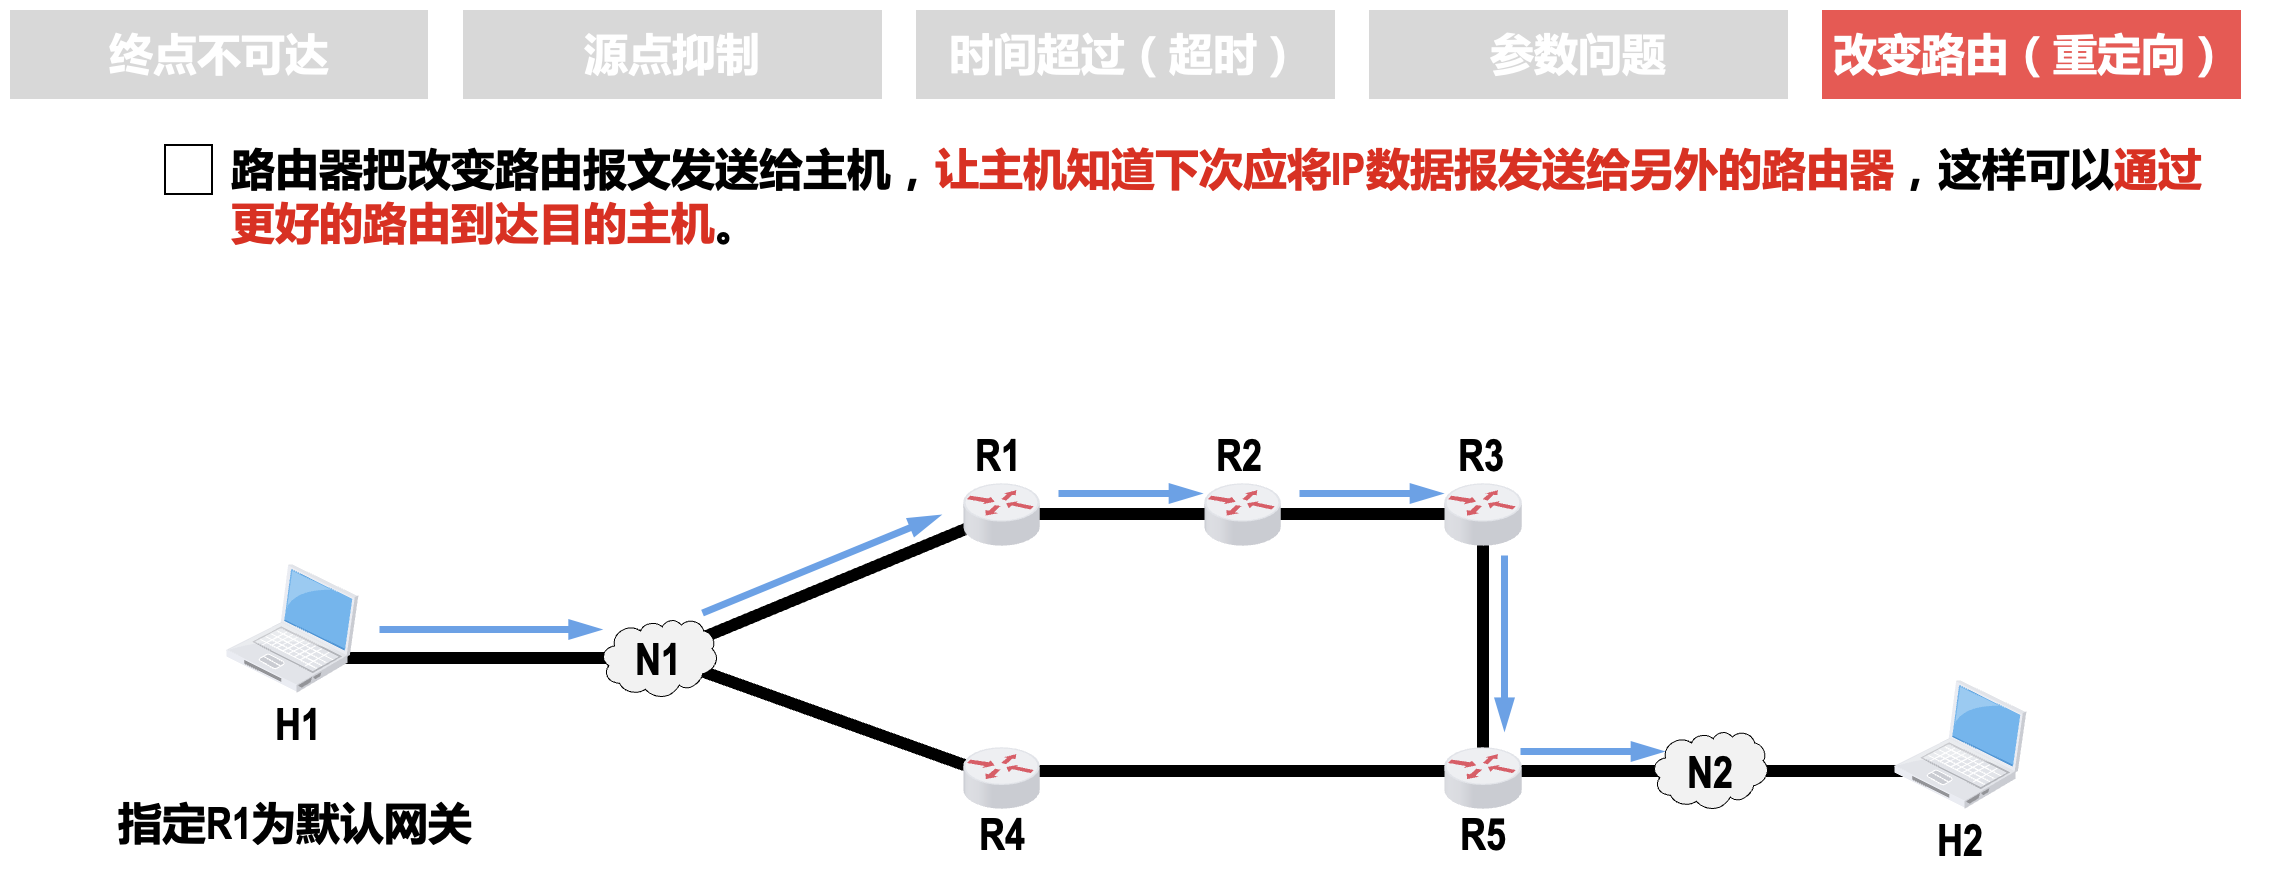 终点不可达
源点抑制
时间超过（超时）
参数问题
改变路由（重定向）
路由器把改变路由报文发送给主机，让主机知道下次应将IP数据报发送给另外的路由器，这样可以通过
更好的路由到达目的主机。
R1
R2
R3
N1
H1
N2
R4
R5
H2
指定R1为默认网关